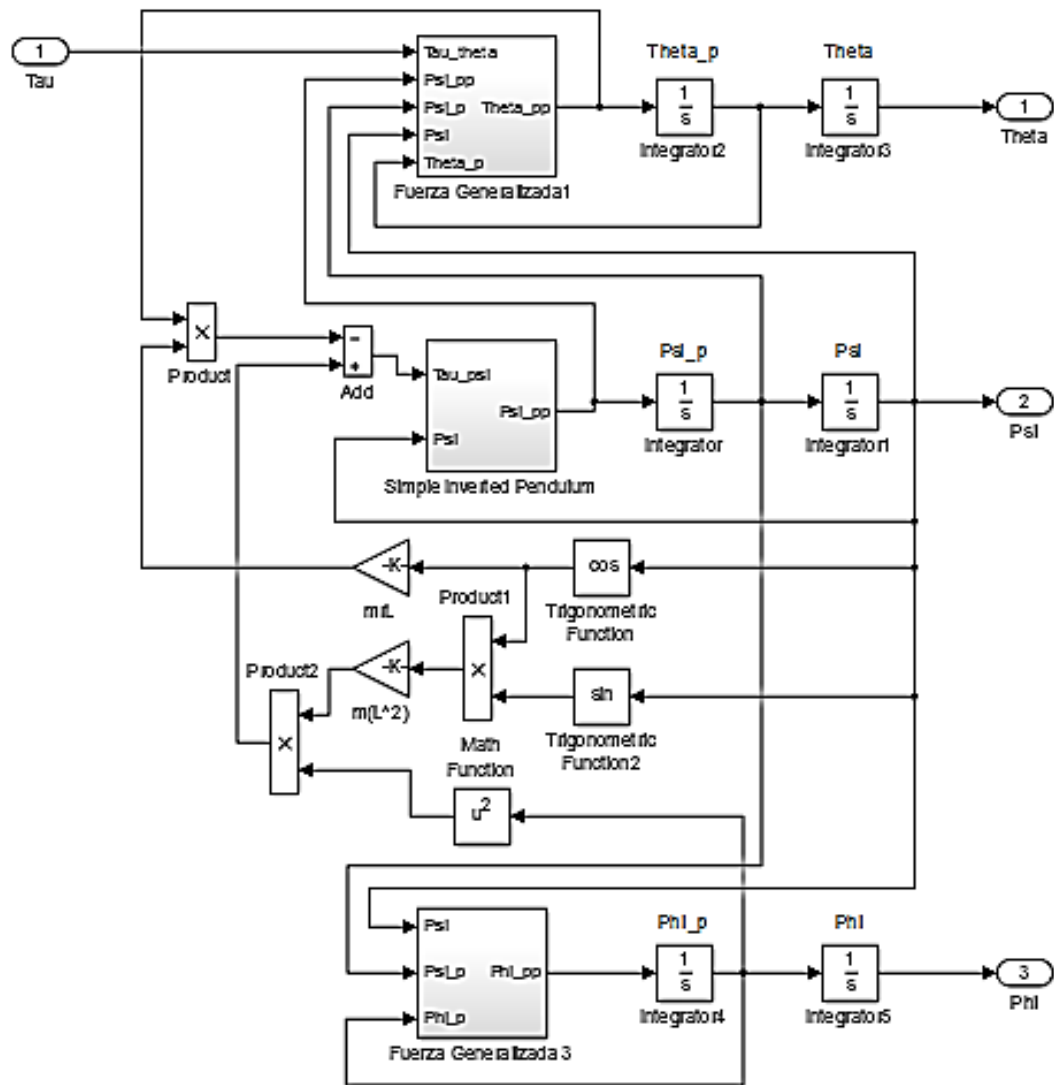 1
Tau
Tau_theta
Psi_pp
Psi_p
Psi
Theta_p
Theta_pp
Fuerza Generalizada1
Theta_p
1
s
Integrator2
Theta
1
s
Integrator3
1
Theta
×
Product
-
+
Add
Tau_psi
Psi
Psi_pp
Simple Inverted Pendulum
Psi_p
1
s
Integrator
Psi
1
s
Integrator1
2
Psi
-K-
mrL
cos
Trigonometric
Function
Product1
×
-K-
m(L^2)
sin
Trigonometric
Function2
Product2
×
Math
Function
u²
Psi
Psi_p
Phi_p
Phi_pp
Fuerza Generalizada 3
Phi_p
1
s
Integrator4
Phi
1
s
Integrator5
3
Phi